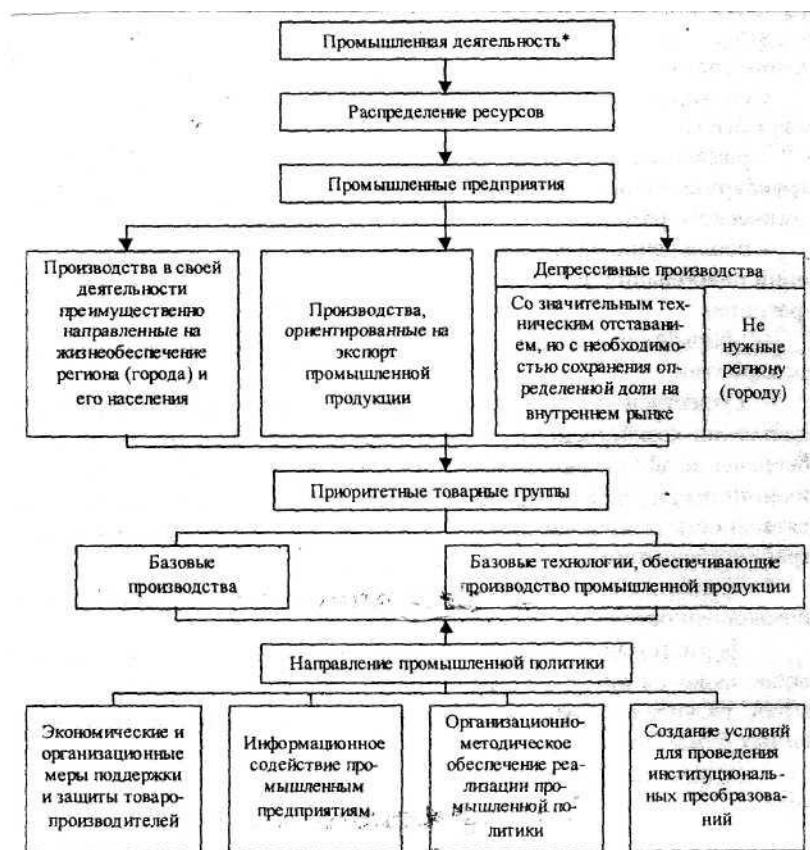 Промышленная деятельность*
Распределение ресурсов
Промышленные предприятия
Производства в своей
деятельности
преимущественно
направленные на
жизнеобеспечение
региона (города) и
его населения
Производства,
ориентированные на
экспорт
промышленной
продукции
Депрессивные производства
Со значительным тех-
ническим отставани-
ем, но с необходимо-
стью сохранения оп-
ределенной доли на
внутреннем рынке
Не
нужные
региону
(городу)
Приоритетные товарные группы
Базовые
производства
Базовые технологии, обеспечивающие
производство промышленной продукции
Направление промышленной политики
Экономические и
организационные
меры поддержки
и защиты товаро-
производителей
Информационное
содействие про-
мышленным
предприятиям.
Организационно-
методическое
обеспечение реа-
лизации про-
мышленной по-
литики
Создание условий
для проведения
институциональ-
ных преобразова-
ний